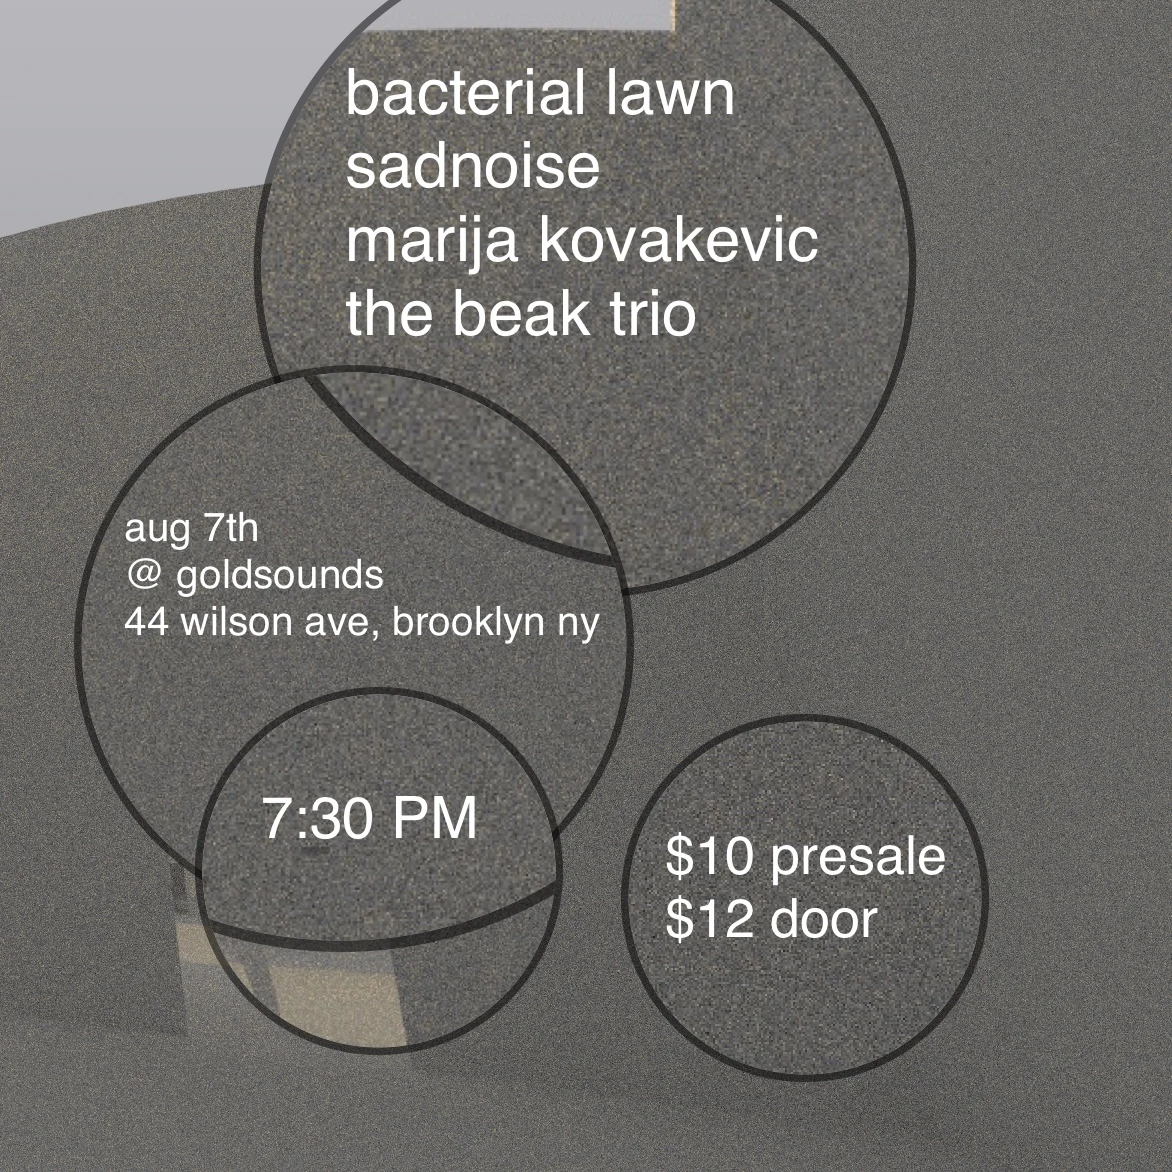 bacterial lawn
sadnoise
marija kovakevic
the beak trio
aug 7th
@ goldsounds
44 wilson ave, brooklyn ny
7:30 PM
$10 presale
$12 door